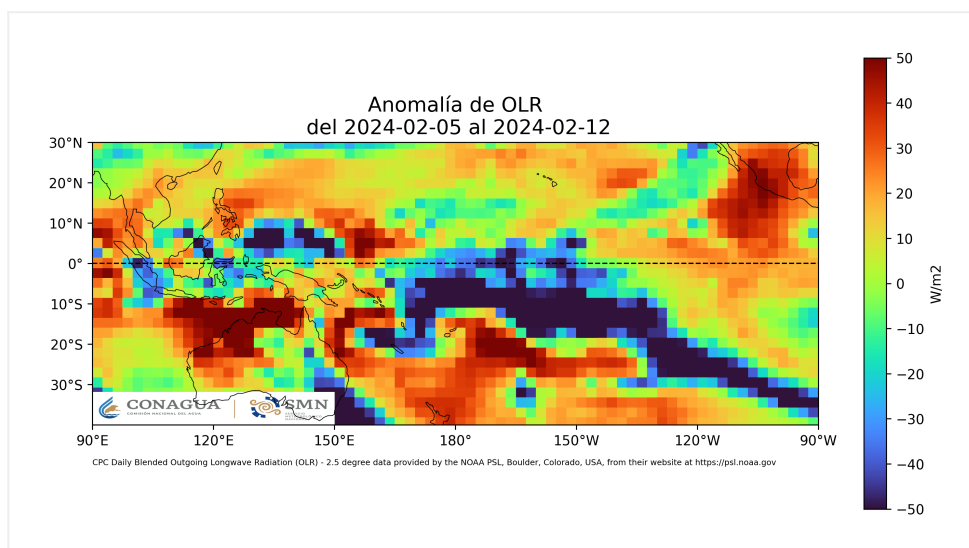 Anomalía de OLR
del 2024-02-05 al 2024-02-12
30°N
20°N
10°N
0°
10°S
20°S
30°S
90°E
120°E
150°E
180°
150°W
120°W
90°W
50
40
30
20
10
0
−10
−20
−30
−40
−50
W/m2
CONAGUA
COMISIÓN NACIONAL DEL AGUA
SMN
CPC Daily Blended Outgoing Longwave Radiation (OLR) - 2.5 degree data provided by the NOAA PSL, Boulder, Colorado, USA, from their website at https://psl.noaa.gov